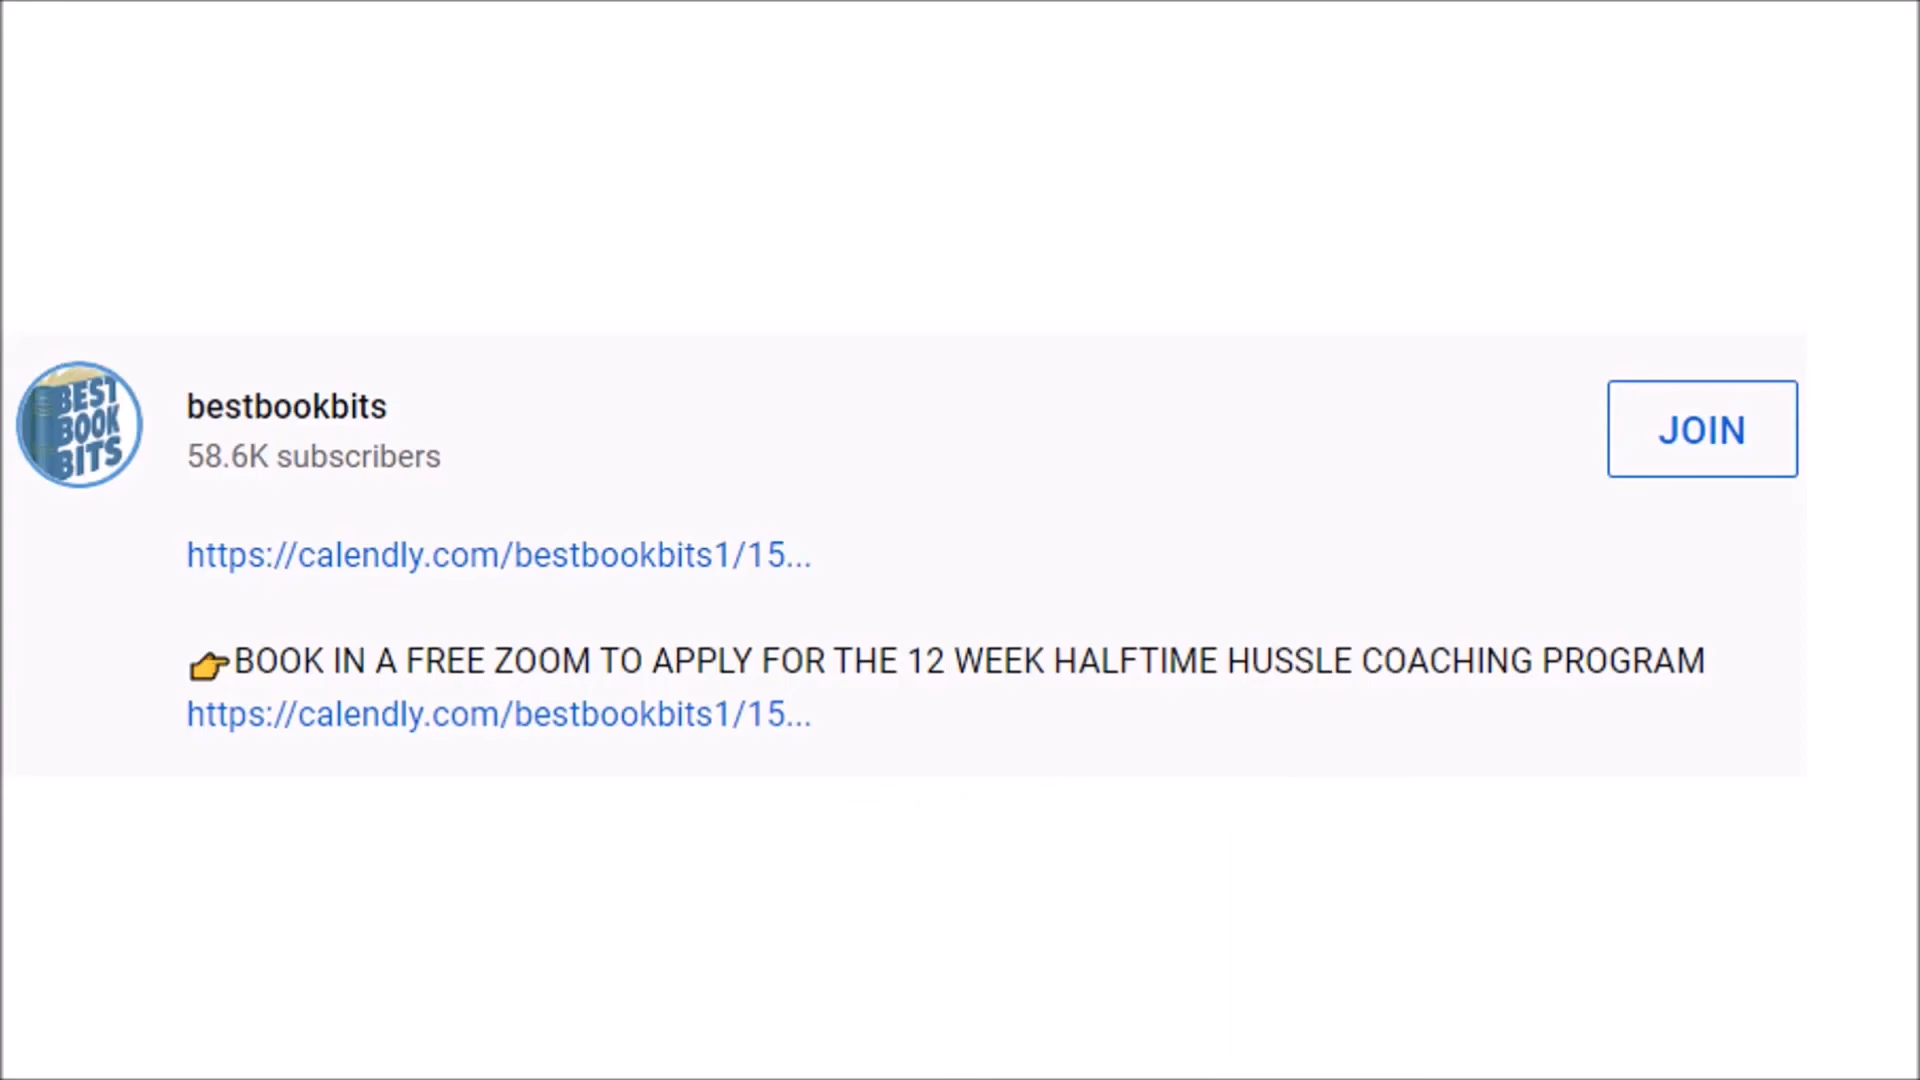 BEST
BOOK
BITS
bestbookbits
58.6K subscribers
JOIN
https://calendly.com/bestbookbits1/15...
👉BOOK IN A FREE ZOOM TO APPLY FOR THE 12 WEEK HALFTIME HUSSLE COACHING PROGRAM
https://calendly.com/bestbookbits1/15...